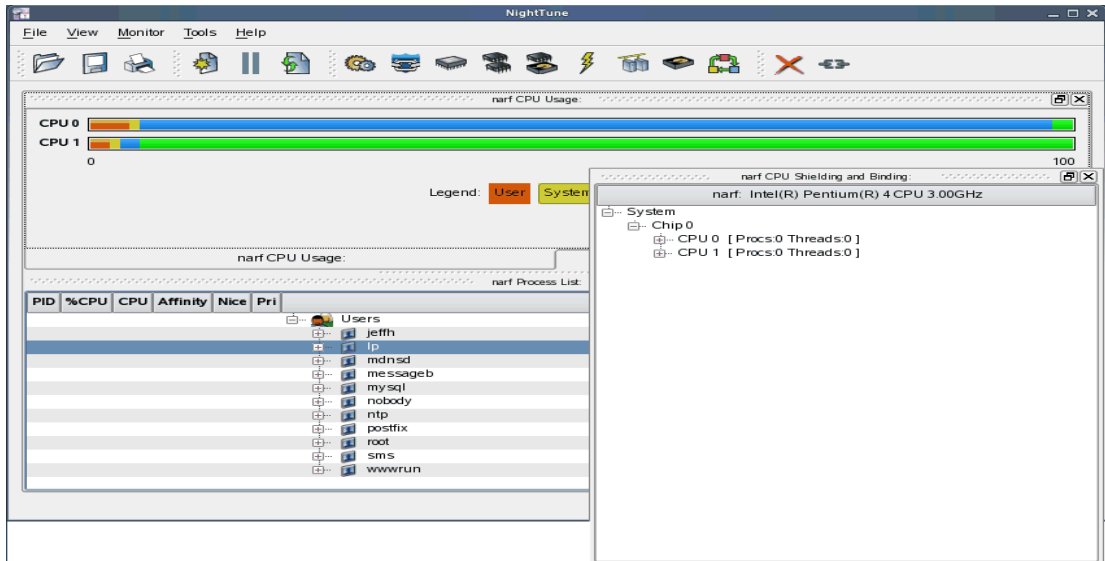 NightTune
File View Monitor Tools Help
narf CPU Usage:
CPU 0
CPU 1
0 100
Legend: User System
narf CPU Usage:
narf Process List:
PID %CPU CPU Affinity Nice Pri
Users
jeffh
lp
mdnsd
messageb
mysql
nobody
ntp
postfix
root
sms
wwwrun
narf CPU Shielding and Binding:
narf: Intel(R) Pentium(R) 4 CPU 3.00GHz
System
Chip 0
CPU 0 [ Procs:0 Threads:0 ]
CPU 1 [ Procs:0 Threads:0 ]